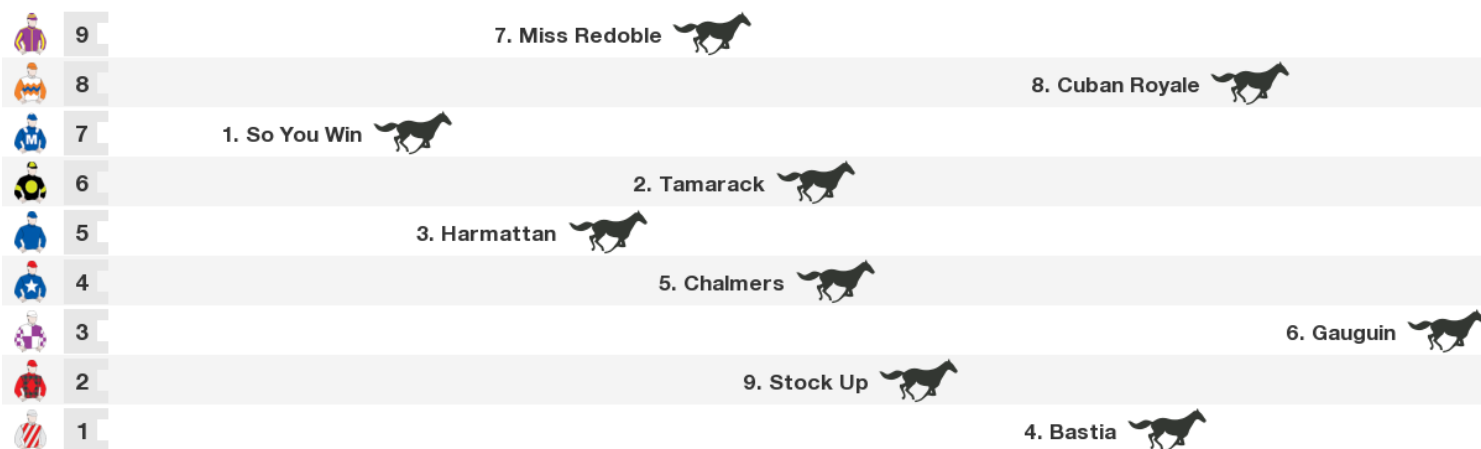 9 7. Miss Redoble
8 8. Cuban Royale
7 1. So You Win
M
6 2. Tamarack
5 3. Harmattan
4 5. Chalmers
3 6. Gauguin
2 9. Stock Up
1 4. Bastia